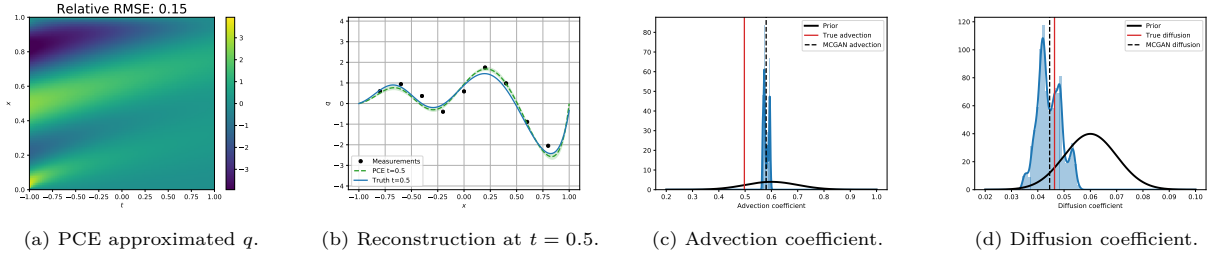 Relative RMSE: 0.15
1.0
0.8
0.6
0.4
0.2
0.0
x
−1.00 −0.75 −0.50 −0.25 0.00 0.25 0.50 0.75 1.00
t
3
2
1
0
−1
−2
−3
(a) PCE approximated q.
4
3
2
1
0
−1
−2
−3
−4
q
Measurements
PCE t=0.5
Truth t=0.5
−1.00 −0.75 −0.50 −0.25 0.00 0.25 0.50 0.75 1.00
x
(b) Reconstruction at t = 0.5.
80
70
60
50
40
30
20
10
0
Prior
True advection
MCGAN advection
0.2 0.3 0.4 0.5 0.6 0.7 0.8 0.9 1.0
Advection coefficient
(c) Advection coefficient.
120
100
80
60
40
20
0
Prior
True diffusion
MCGAN diffusion
0.02 0.03 0.04 0.05 0.06 0.07 0.08 0.09 0.10
Diffusion coefficient
(d) Diffusion coefficient.